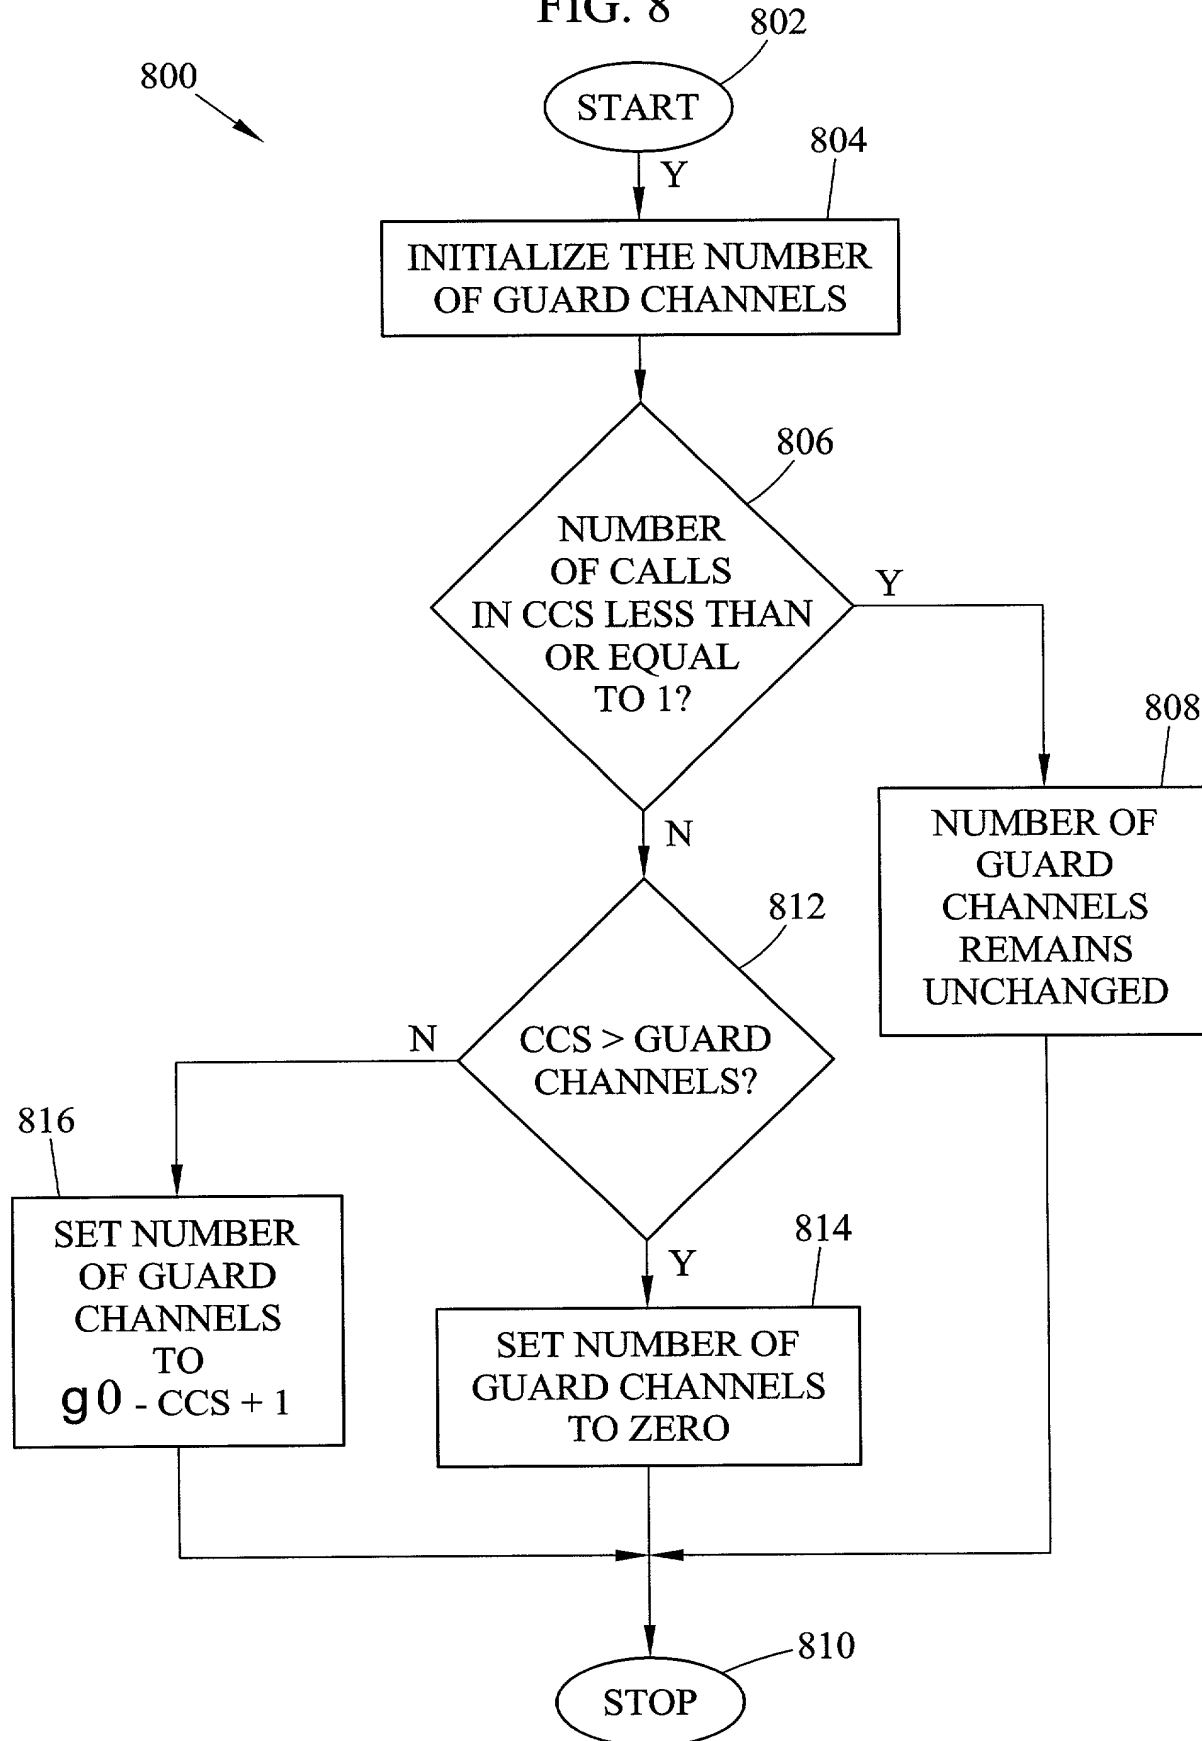 FIG. 8
802
800
START
804
Y
INITIALIZE THE NUMBER
OF GUARD CHANNELS
806
NUMBER
OF CALLS
IN CCS LESS THAN
OR EQUAL
TO 1?
Y
808
N
NUMBER OF
GUARD
CHANNELS
REMAINS
UNCHANGED
812
CCS > GUARD
CHANNELS?
N
816
SET NUMBER
OF GUARD
CHANNELS
TO
g0 - CCS + 1
Y
814
SET NUMBER OF
GUARD CHANNELS
TO ZERO
810
STOP